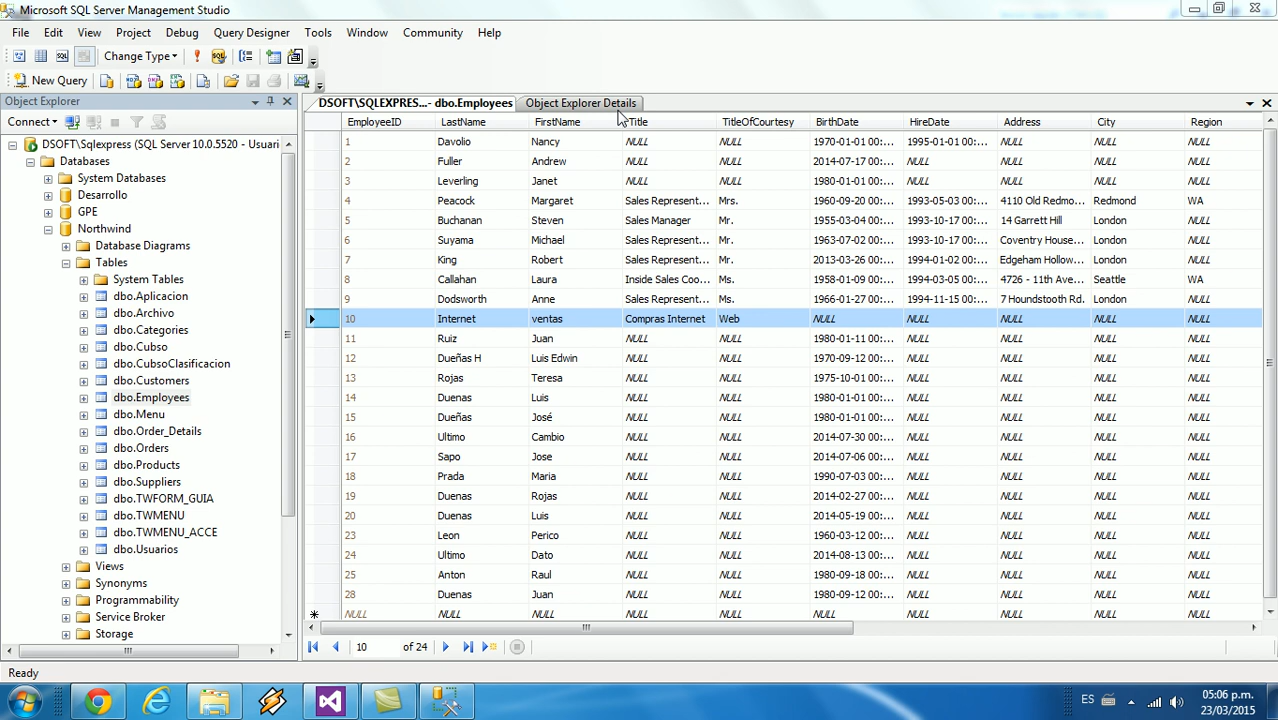 Microsoft SQL Server Management Studio
File Edit View Project Debug Query Designer Tools Window Community Help
Change Type
New Query
Object Explorer
DSOFT\SQLEXPRES...- dbo.Employees Object Explorer Details
Connect
DSOFT\Sqlexpress (SQL Server 10.0.5520 - Usuari
Databases
System Databases
Desarrollo
GPE
Northwind
Database Diagrams
Tables
System Tables
dbo.Aplicacion
dbo.Archivo
dbo.Categories
dbo.Cubso
dbo.CubsoClasificacion
dbo.Customers
dbo.Employees
dbo.Menu
dbo.Order_Details
dbo.Orders
dbo.Products
dbo.Suppliers
dbo.TWFORM_GUIA
dbo.TWMENU
dbo.TWMENU_ACCE
dbo.Usuarios
Views
Synonyms
Programmability
Service Broker
Storage
EmployeeID LastName FirstName Title TitleOfCourtesy BirthDate HireDate Address City Region
1 Davolio Nancy NULL NULL 1970-01-01 00:... 1995-01-01 00:... NULL NULL NULL
2 Fuller Andrew NULL NULL 2014-07-17 00:... NULL NULL NULL NULL
3 Leverling Janet NULL NULL 1980-01-01 00:... NULL NULL NULL NULL
4 Peacock Margaret Sales Represent... Mrs. 1960-09-20 00:... 1993-05-03 00:... 4110 Old Redmo... Redmond WA
5 Buchanan Steven Sales Manager Mr. 1955-03-04 00:... 1993-10-17 00:... 14 Garrett Hill London NULL
6 Suyama Michael Sales Represent... Mr. 1963-07-02 00:... 1993-10-17 00:... Coventry House... London NULL
7 King Robert Sales Represent... Mr. 2013-03-26 00:... 1994-01-02 00:... Edgeham Hollow... London NULL
8 Callahan Laura Inside Sales Coo... Ms. 1958-01-09 00:... 1994-03-05 00:... 4726 - 11th Ave... Seattle WA
9 Dodsworth Anne Sales Represent... Ms. 1966-01-27 00:... 1994-11-15 00:... 7 Houndstooth Rd. London NULL
10 Internet ventas Compras Internet Web NULL NULL NULL NULL NULL
11 Ruiz Juan NULL NULL 1980-01-11 00:... NULL NULL NULL NULL
12 Dueñas H Luis Edwin NULL NULL 1970-09-12 00:... NULL NULL NULL NULL
13 Rojas Teresa NULL NULL 1975-10-01 00:... NULL NULL NULL NULL
14 Duenas Luis NULL NULL 1980-01-01 00:... NULL NULL NULL NULL
15 Dueñas José NULL NULL 1980-01-01 00:... NULL NULL NULL NULL
16 Ultimo Cambio NULL NULL 2014-07-30 00:... NULL NULL NULL NULL
17 Sapo Jose NULL NULL 2014-07-06 00:... NULL NULL NULL NULL
18 Prada Maria NULL NULL 1990-07-03 00:... NULL NULL NULL NULL
19 Duenas Rojas NULL NULL 2014-02-27 00:... NULL NULL NULL NULL
20 Duenas Luis NULL NULL 2014-05-19 00:... NULL NULL NULL NULL
23 Leon Perico NULL NULL 1960-03-12 00:... NULL NULL NULL NULL
24 Ultimo Dato NULL NULL 2014-08-13 00:... NULL NULL NULL NULL
25 Anton Raul NULL NULL 1980-09-18 00:... NULL NULL NULL NULL
28 Duenas Juan NULL NULL 1980-09-12 00:... NULL NULL NULL NULL
NULL NULL NULL NULL NULL NULL NULL NULL NULL NULL
10 of 24
Ready
ES 05:06 p.m.
23/03/2015